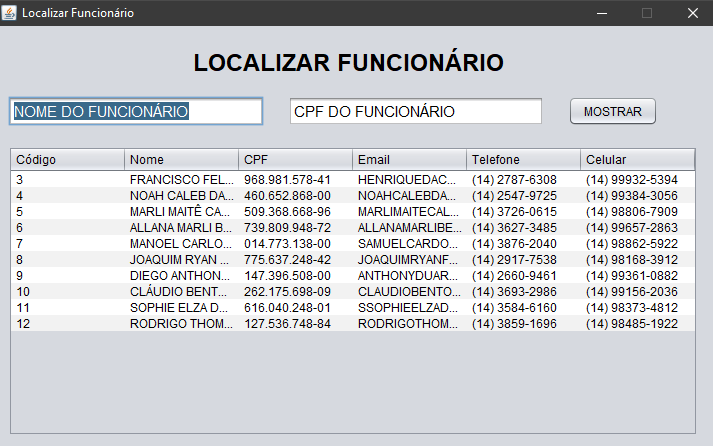 Localizar Funcionário
LOCALIZAR FUNCIONÁRIO
NOME DO FUNCIONÁRIO CPF DO FUNCIONÁRIO MOSTRAR
Código Nome CPF Email Telefone Celular
3 FRANCISCO FEL... 968.981.578-41 HENRIQUEDAC... (14) 2787-6308 (14) 99932-5394
4 NOAH CALEB DA... 460.652.868-00 NOAHCALEBDA... (14) 2547-9725 (14) 99384-3056
5 MARLI MAITÊ CA... 509.368.668-96 MARLIMAITECAL... (14) 3726-0615 (14) 98806-7909
6 ALLANA MARLI B... 739.809.948-72 ALLANAMARLIBE... (14) 3627-3485 (14) 99657-2863
7 MANOEL CARLO... 014.773.138-00 SAMUELCARDO... (14) 3876-2040 (14) 98862-5922
8 JOAQUIM RYAN ... 775.637.248-42 JOAQUIMRYANF... (14) 2917-7538 (14) 98168-3912
9 DIEGO ANTHON... 147.396.508-00 ANTHONYDUAR... (14) 2660-9461 (14) 99361-0882
10 CLÁUDIO BENT... 262.175.698-09 CLAUDIOBENTO... (14) 3693-2986 (14) 99156-2036
11 SOPHIE ELZA D... 616.040.248-01 SSOPHIEELZAD... (14) 3584-6160 (14) 98373-4812
12 RODRIGO THOM... 127.536.748-84 RODRIGOTHOM... (14) 3859-1696 (14) 98485-1922